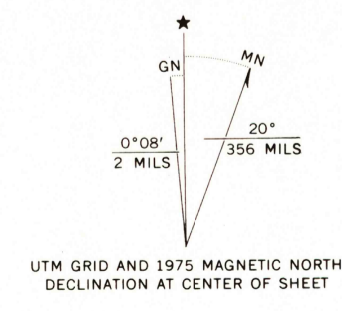 ★
GN
MN
0°08′
2 MILS
20°
356 MILS
UTM GRID AND 1975 MAGNETIC NORTH
DECLINATION AT CENTER OF SHEET